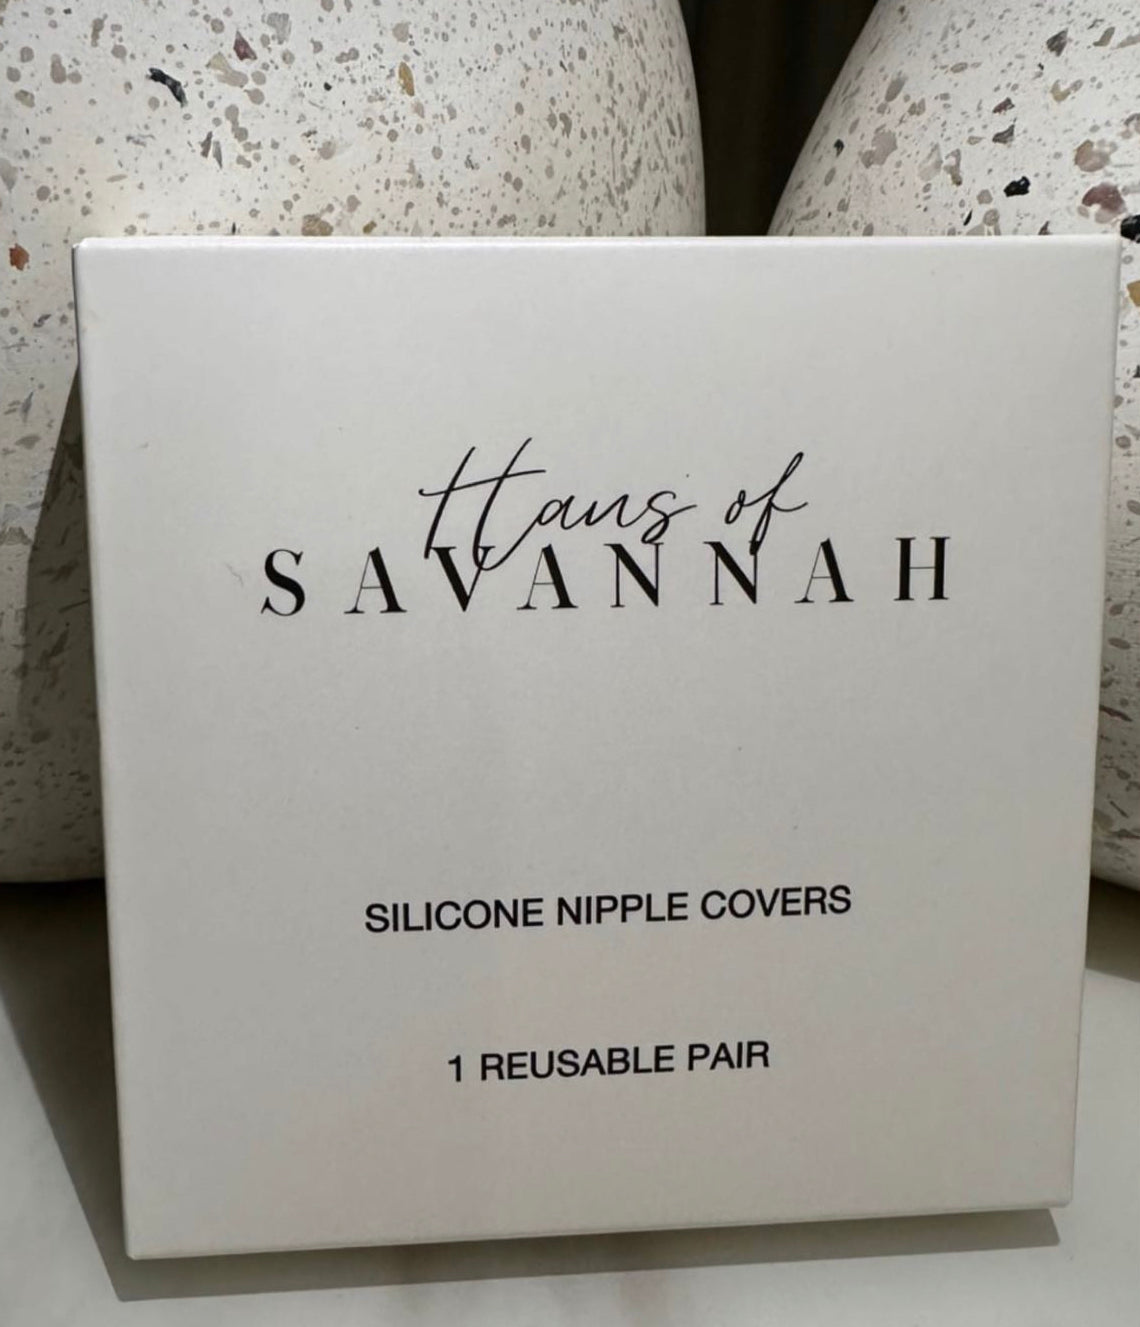 Haus of
SAVANNAH
SILICONE NIPPLE COVERS
1 REUSABLE PAIR